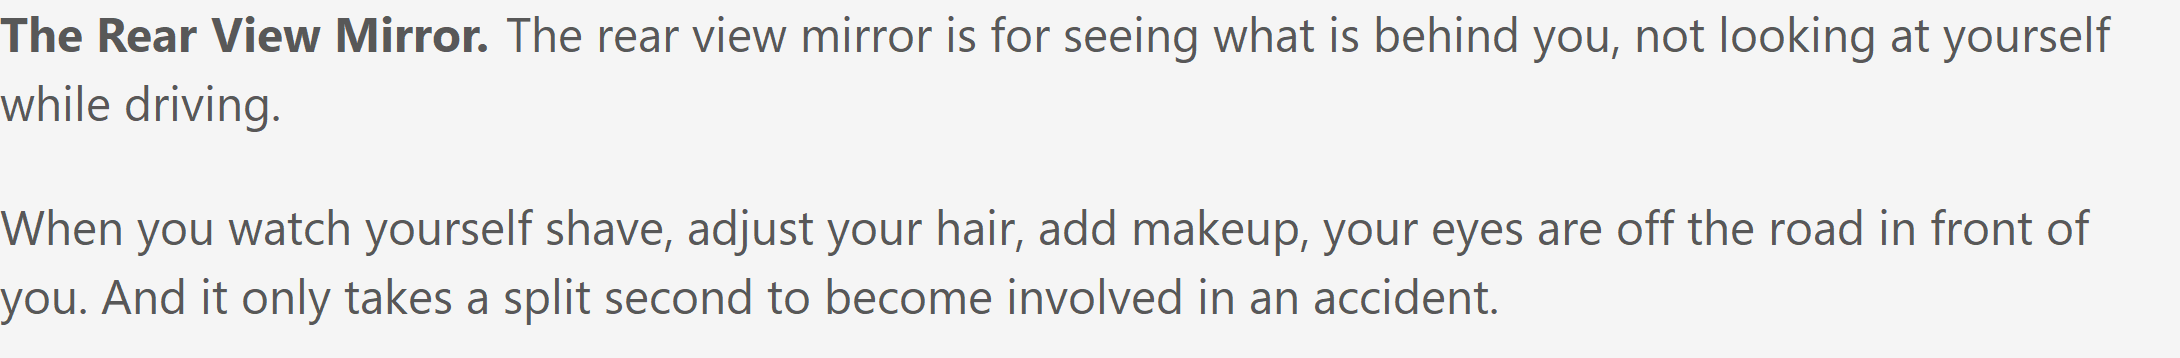 The Rear View Mirror. The rear view mirror is for seeing what is behind you, not looking at yourself
while driving.
When you watch yourself shave, adjust your hair, add makeup, your eyes are off the road in front of
you. And it only takes a split second to become involved in an accident.